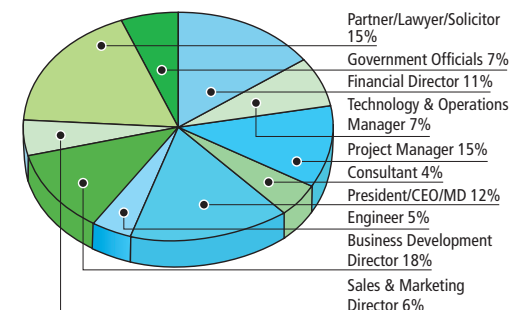 Partner/Lawyer/Solicitor
15%
Government Officials 7%
Financial Director 11%
Technology & Operations
Manager 7%
Project Manager 15%
Consultant 4%
President/CEO/MD 12%
Engineer 5%
Business Development
Director 18%
Sales & Marketing
Director 6%